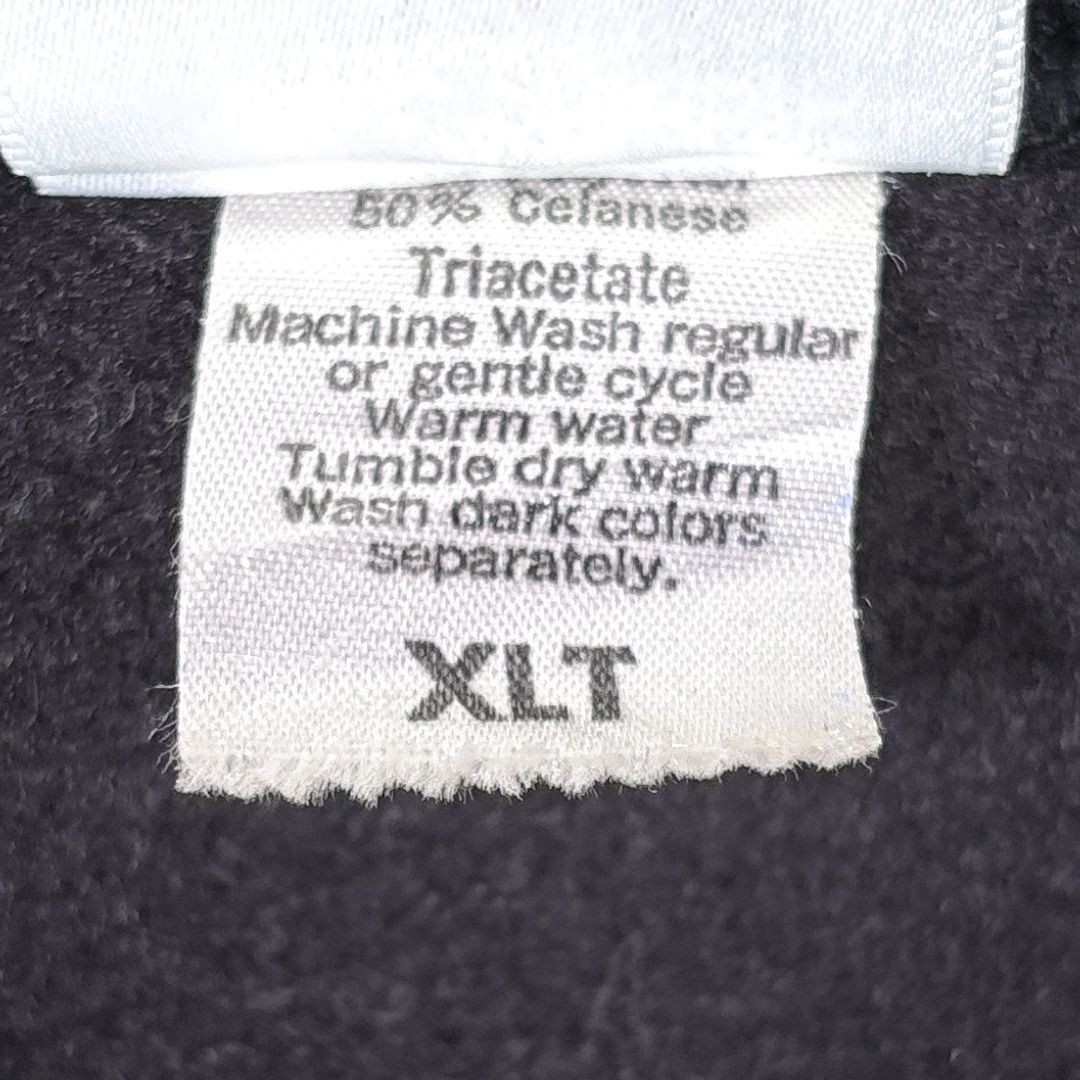 50% Celanese
Triacetate
Machine Wash regular
or gentle cycle
Warm water
Tumble dry warm
Wash dark colors
separately.
XLT